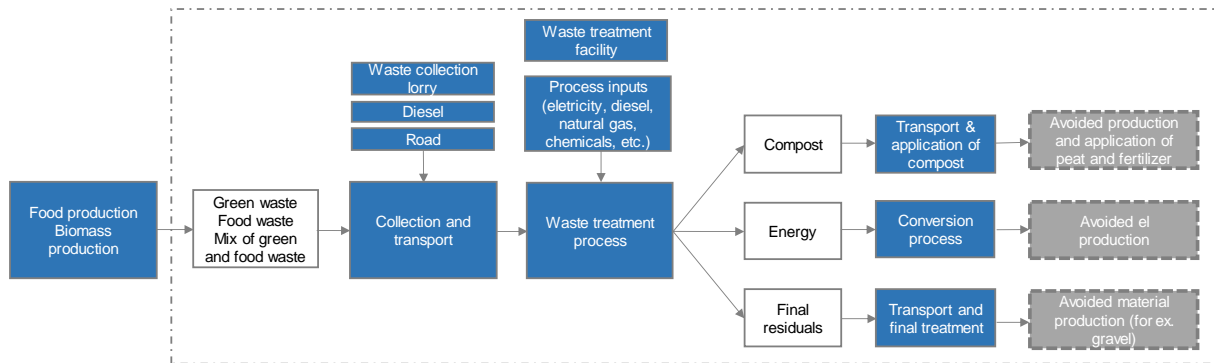 Waste treatment
facility
Waste collection
lorry
Diesel
Road
Process inputs
(eletricity, diesel,
natural gas,
chemicals, etc.)
Food production
Biomass
production
Green waste
Food waste
Mix of green
and food waste
Collection and
transport
Waste treatment
process
Compost
Transport &
application of
compost
Avoided production
and application of
peat and fertilizer
Energy
Conversion
process
Avoided el
production
Final
residuals
Transport and
final treatment
Avoided material
production (for ex.
gravel)